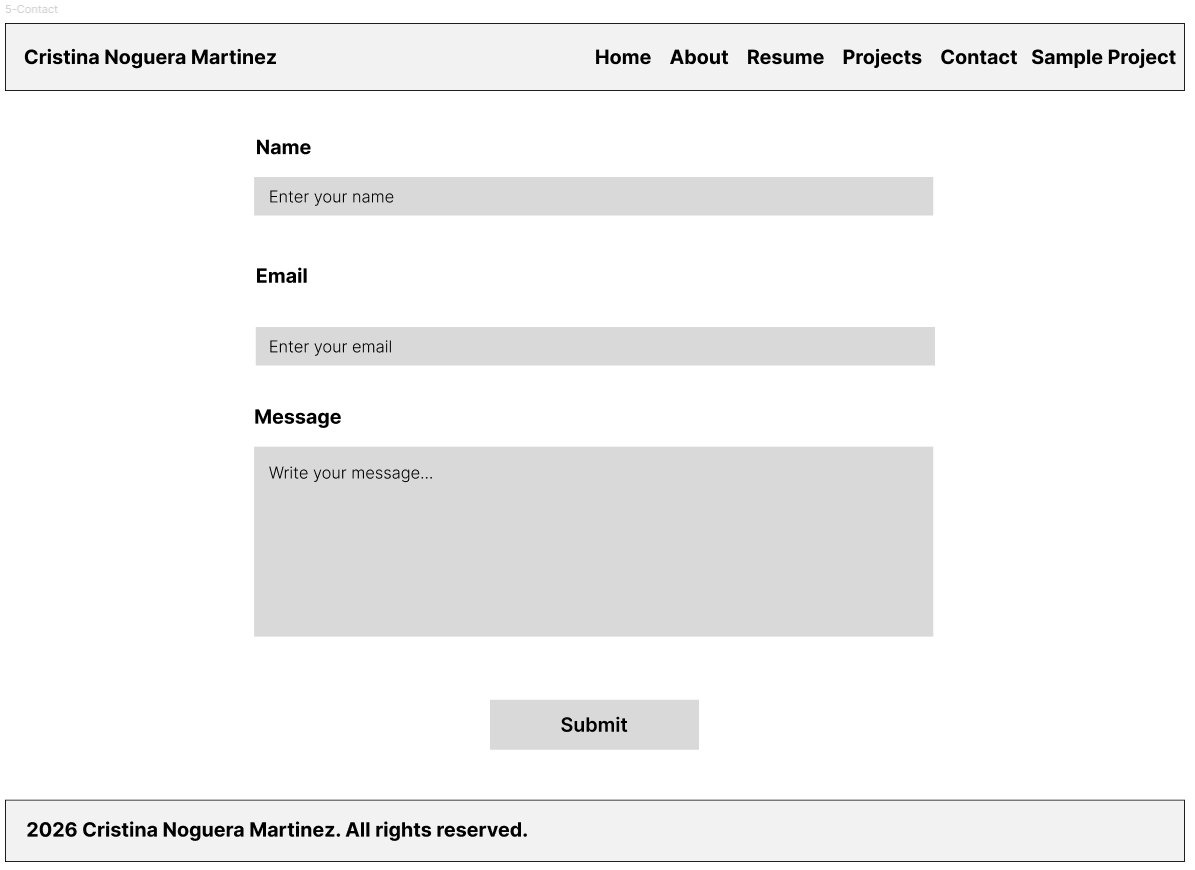 5-Contact
Cristina Noguera Martinez Home About Resume Projects Contact Sample Project
Name
Enter your name
Email
Enter your email
Message
Write your message...
Submit
2026 Cristina Noguera Martinez. All rights reserved.